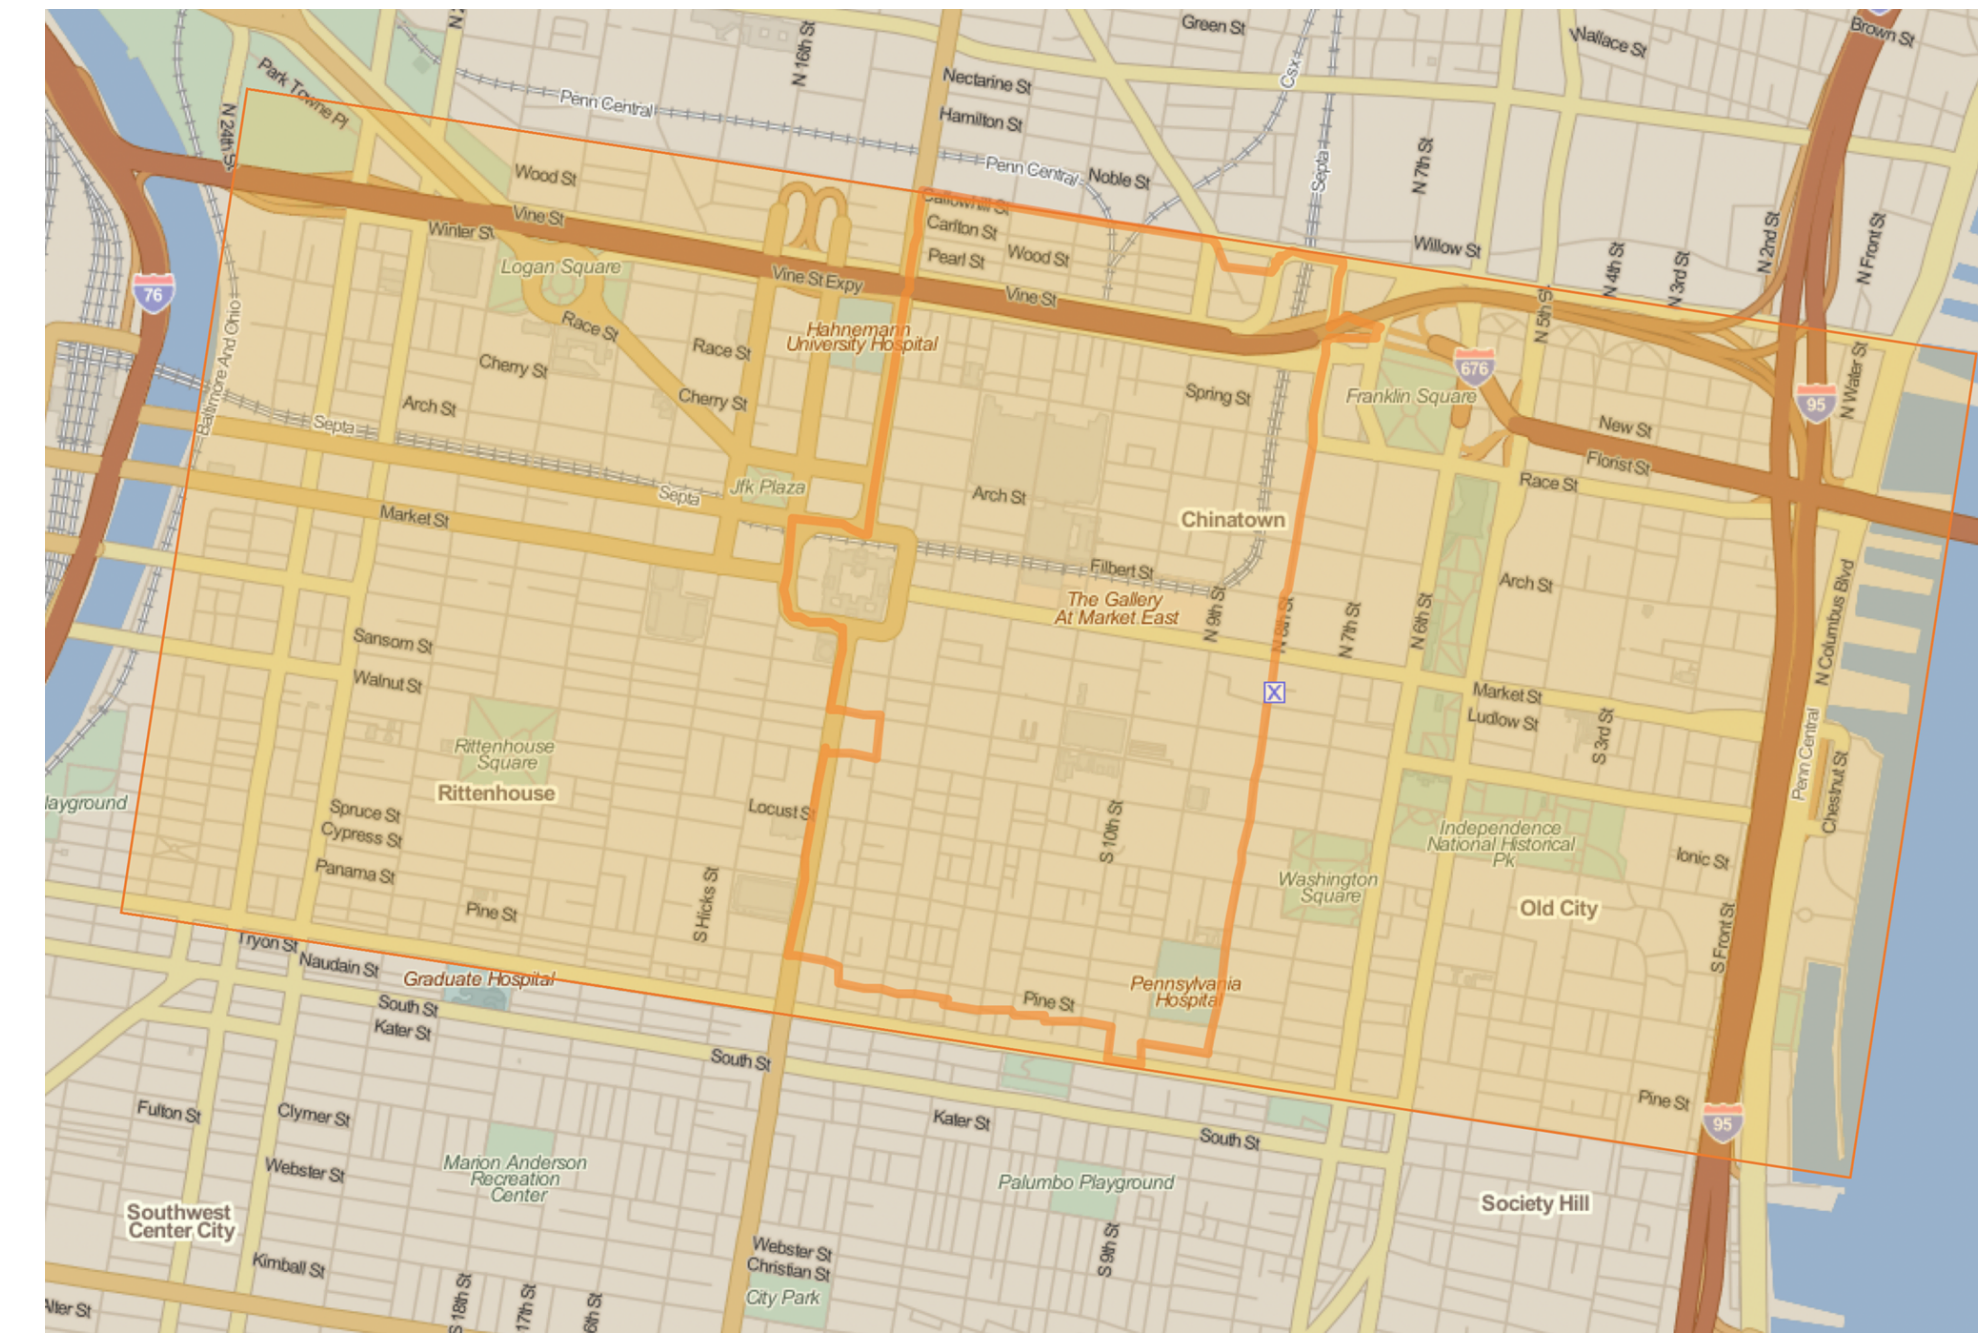 Green St
Wallace St
Brown St
N 2
N 16th St
Park Towne Pl
Penn Central
Nectarine St
Hamilton St
Csx
Septa
N 24th St
Wood St
Penn Central
Noble St
N 7th St
Callowhill St
Vine St
Winter St
Carlton St
Wood St
Pearl St
Willow St
N 4th St
N 3rd St
N 2nd St
N Front St
Logan Square
Vine St Expy
Vine St
76
N 5th St
Race St
Hahnemann
University Hospital
Race St
676
Franklin Square
Spring St
95
N Water St
Baltimore And Ohio
Cherry St
Cherry St
Arch St
Septa
New St
Florist St
Race St
Septa
Jfk Plaza
Arch St
Market St
Chinatown
Filbert St
The Gallery
At Market East
N 9th St
N 8th St
N 7th St
N 6th St
Arch St
N Columbus Blvd
Sansom St
Walnut St
X
Market St
Ludlow St
S 3rd St
Rittenhouse
Square
Rittenhouse
Penn Central
Chestnut St
layground
Spruce St
Cypress St
Panama St
Locust St
S 10th St
Independence
National Historical
Pk
Ionic St
Washington
Square
Old City
S Hicks St
Pine St
S Front St
Tryon St
Naudain St
Graduate Hospital
South St
Kater St
Pine St
Pennsylvania
Hospital
South St
Fulton St
Clymer St
Kater St
South St
Pine St
95
Webster St
Marion Anderson
Recreation
Center
Palumbo Playground
Society Hill
Southwest
Center City
Kimball St
Webster St
Christian St
City Park
S 9th St
Alter St
S 18th St
17th St
6th St